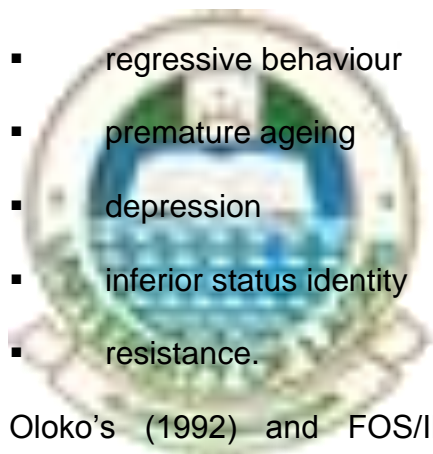 ▪ regressive behaviour
▪ premature ageing
▪ depression
▪ inferior status identity
▪ resistance.
Oloko’s (1992) and FOS/I